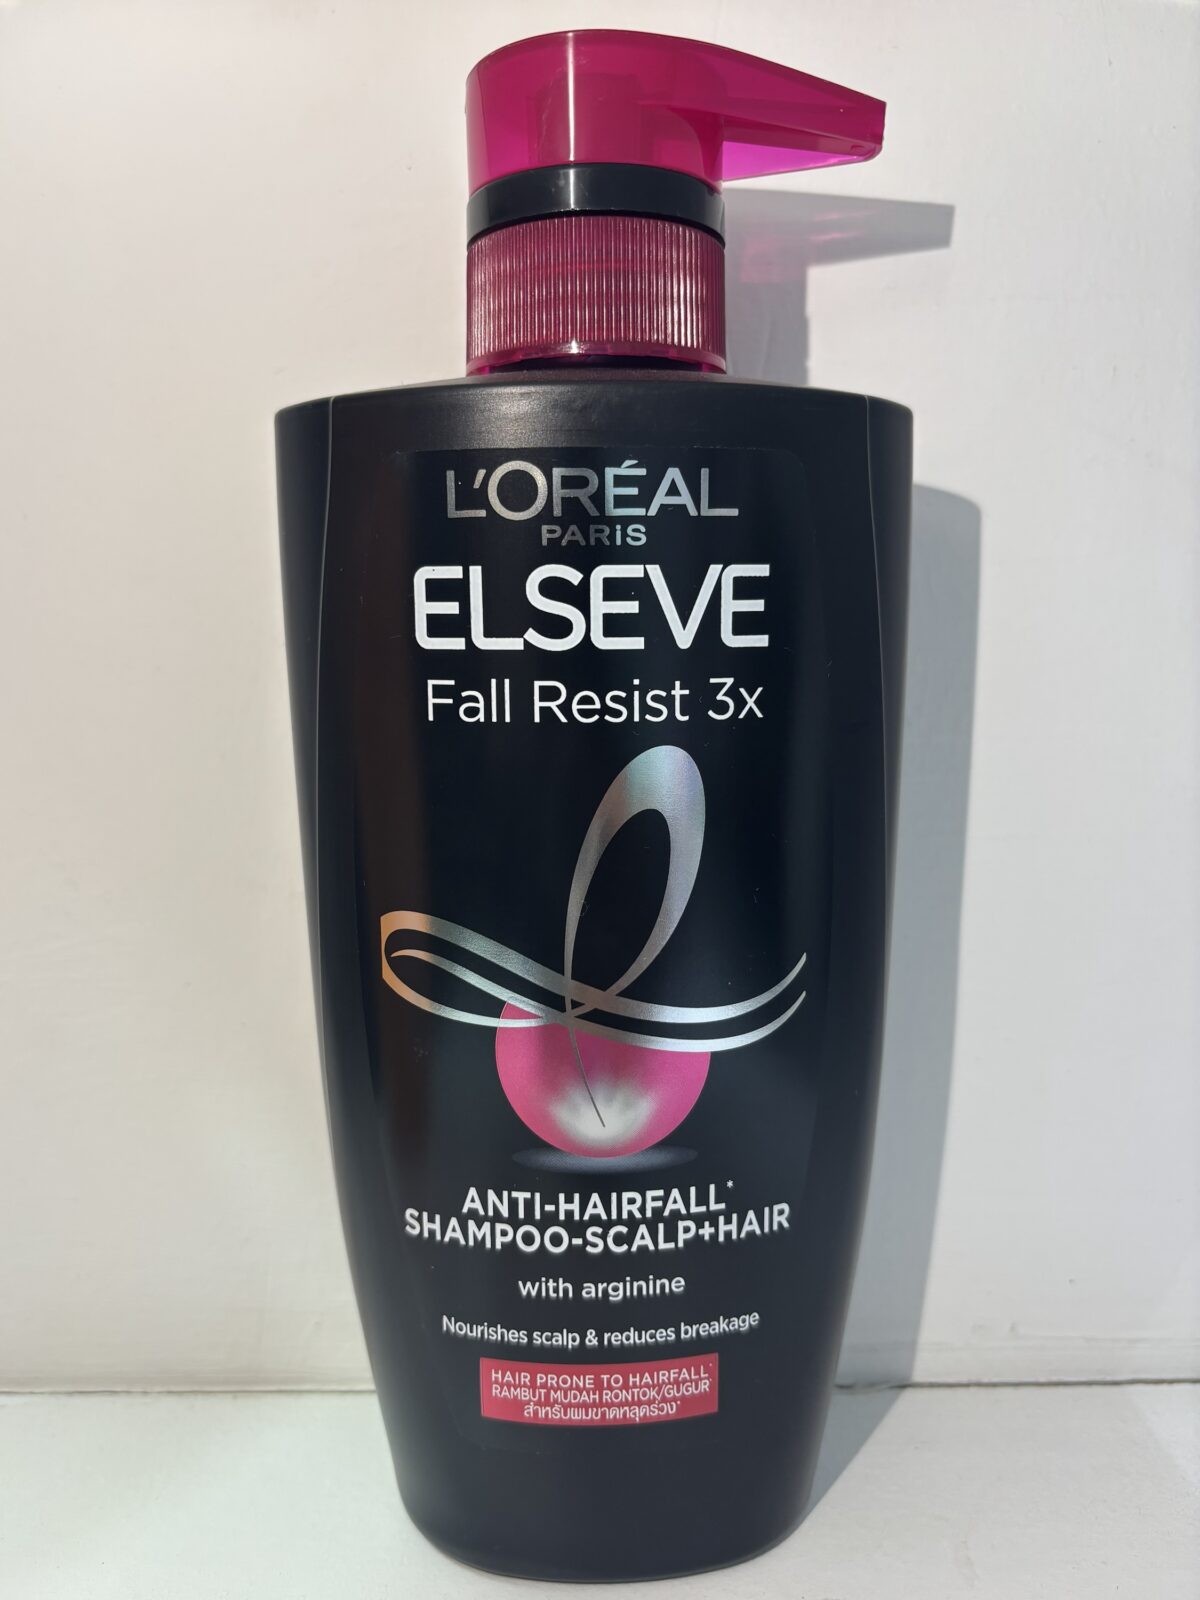 L'ORÉAL
PARiS
ELSEVE
Fall Resist 3x
ANTI-HAIRFALL*
SHAMPOO-SCALP+HAIR
with arginine
Nourishes scalp & reduces breakage
HAIR PRONE TO HAIRFALL*
RAMBUT MUDAH RONTOK/GUGUR*
สำหรับผมขาดหลุดร่วง*